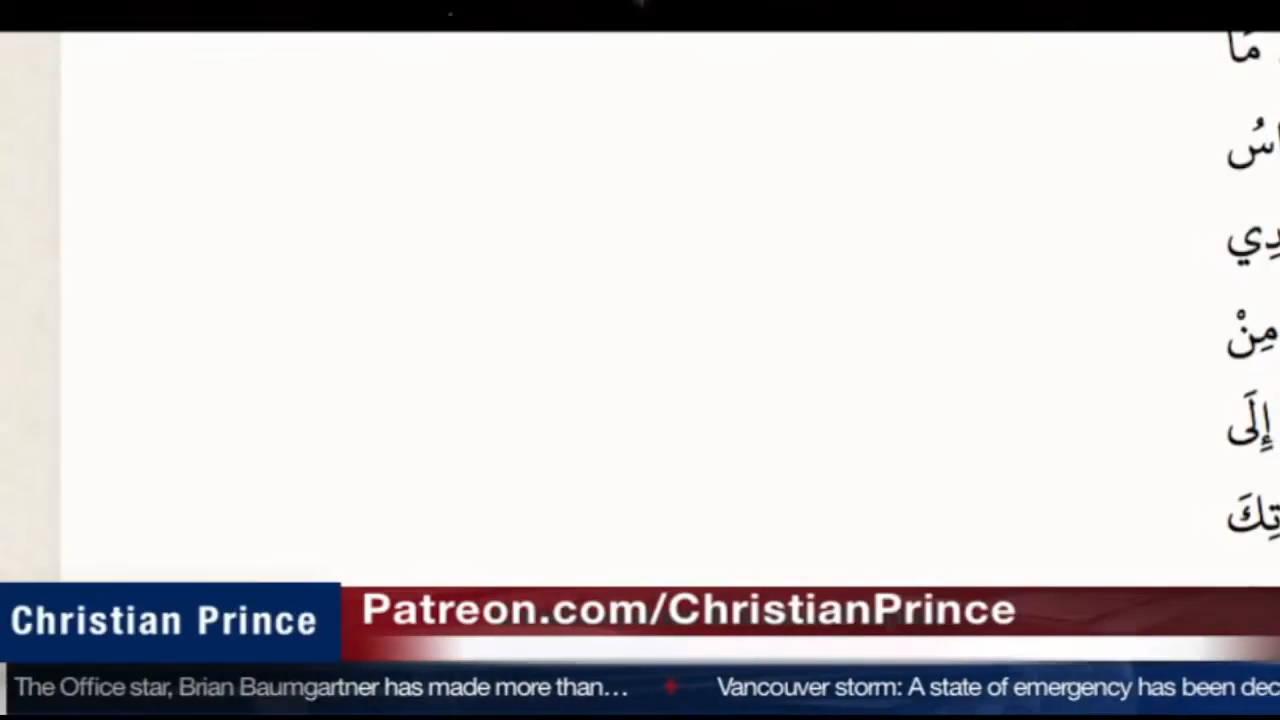 مَا
مِنْ
إِلَى
Patreon.com/ChristianPrince
Christian Prince
The Office star, Brian Baumgartner has made more than… Vancouver storm: A state of emergency has been dec